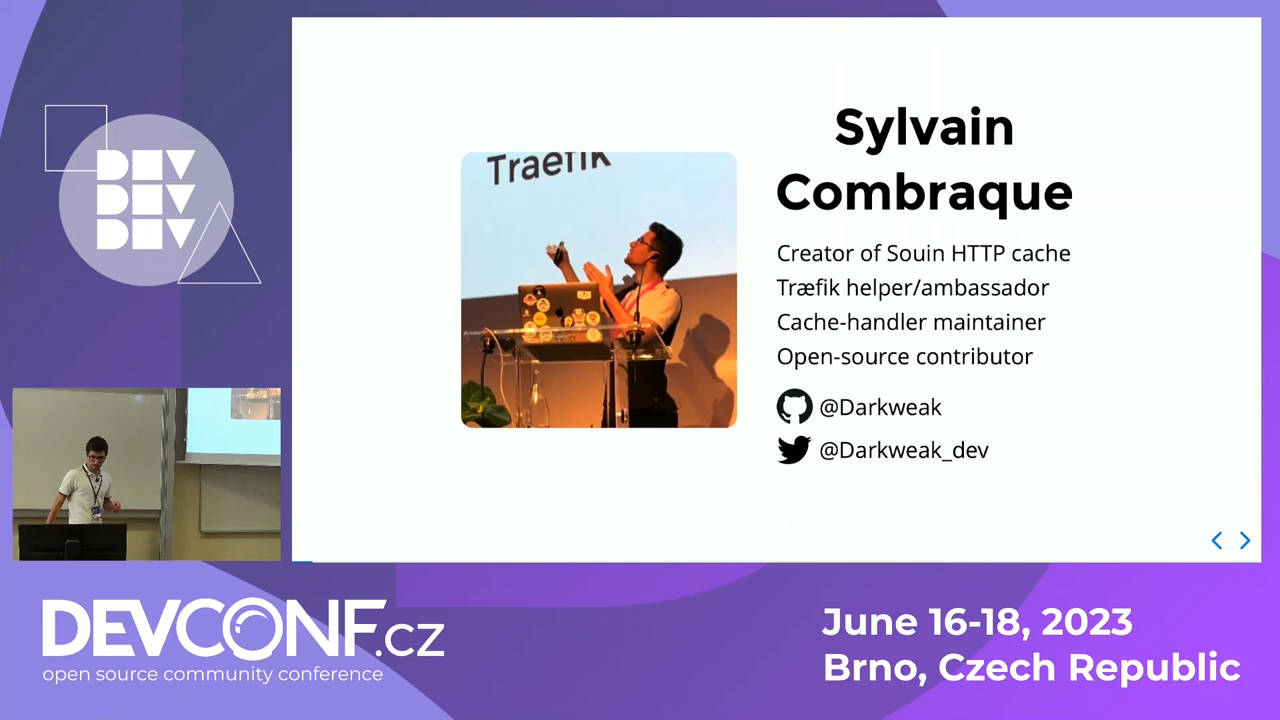 DEV
DEV
DEV
Traefik
Sylvain
Combraque
Creator of Souin HTTP cache
Træfik helper/ambassador
Cache-handler maintainer
Open-source contributor
@Darkweak
@Darkweak_dev
DEVCONF.cz
open source community conference
June 16-18, 2023
Brno, Czech Republic